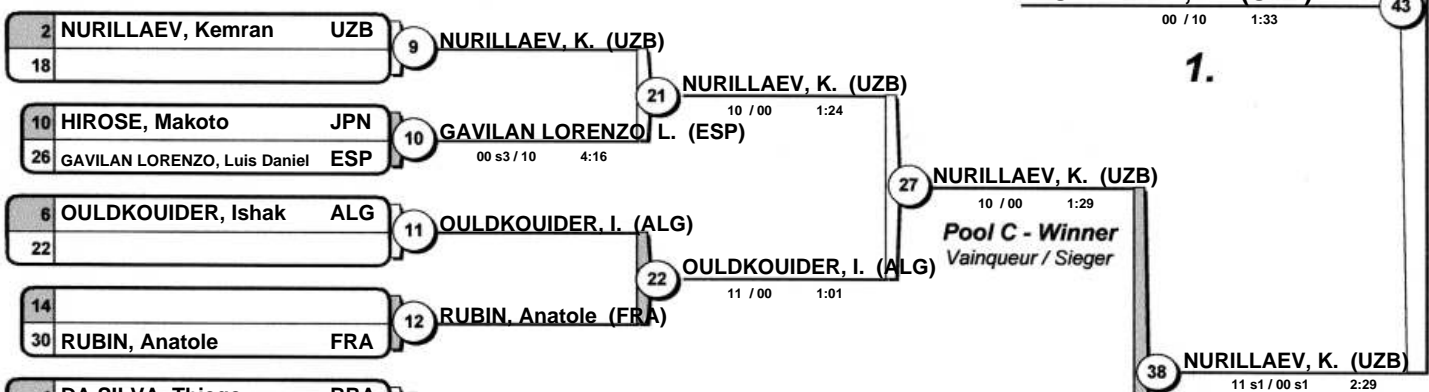 00 / 10 1:33
43
1.
2 NURILLAEV, Kemran UZB
18
9 NURILLAEV, K. (UZB)
21 NURILLAEV, K. (UZB)
10 / 00 1:24
10 HIROSE, Makoto JPN
26 GAVILAN LORENZO, Luis Daniel ESP
10 GAVILAN LORENZO, L. (ESP)
00 s3 / 10 4:16
27 NURILLAEV, K. (UZB)
10 / 00 1:29
Pool C - Winner
Vainqueur / Sieger
6 OULDKOUIDER, Ishak ALG
22
11 OULDKOUIDER, I. (ALG)
22 OULDKOUIDER, I. (ALG)
11 / 00 1:01
14
30 RUBIN, Anatole FRA
12 RUBIN, Anatole (FRA)
38 NURILLAEV, K. (UZB)
11 s1 / 00 s1 2:29